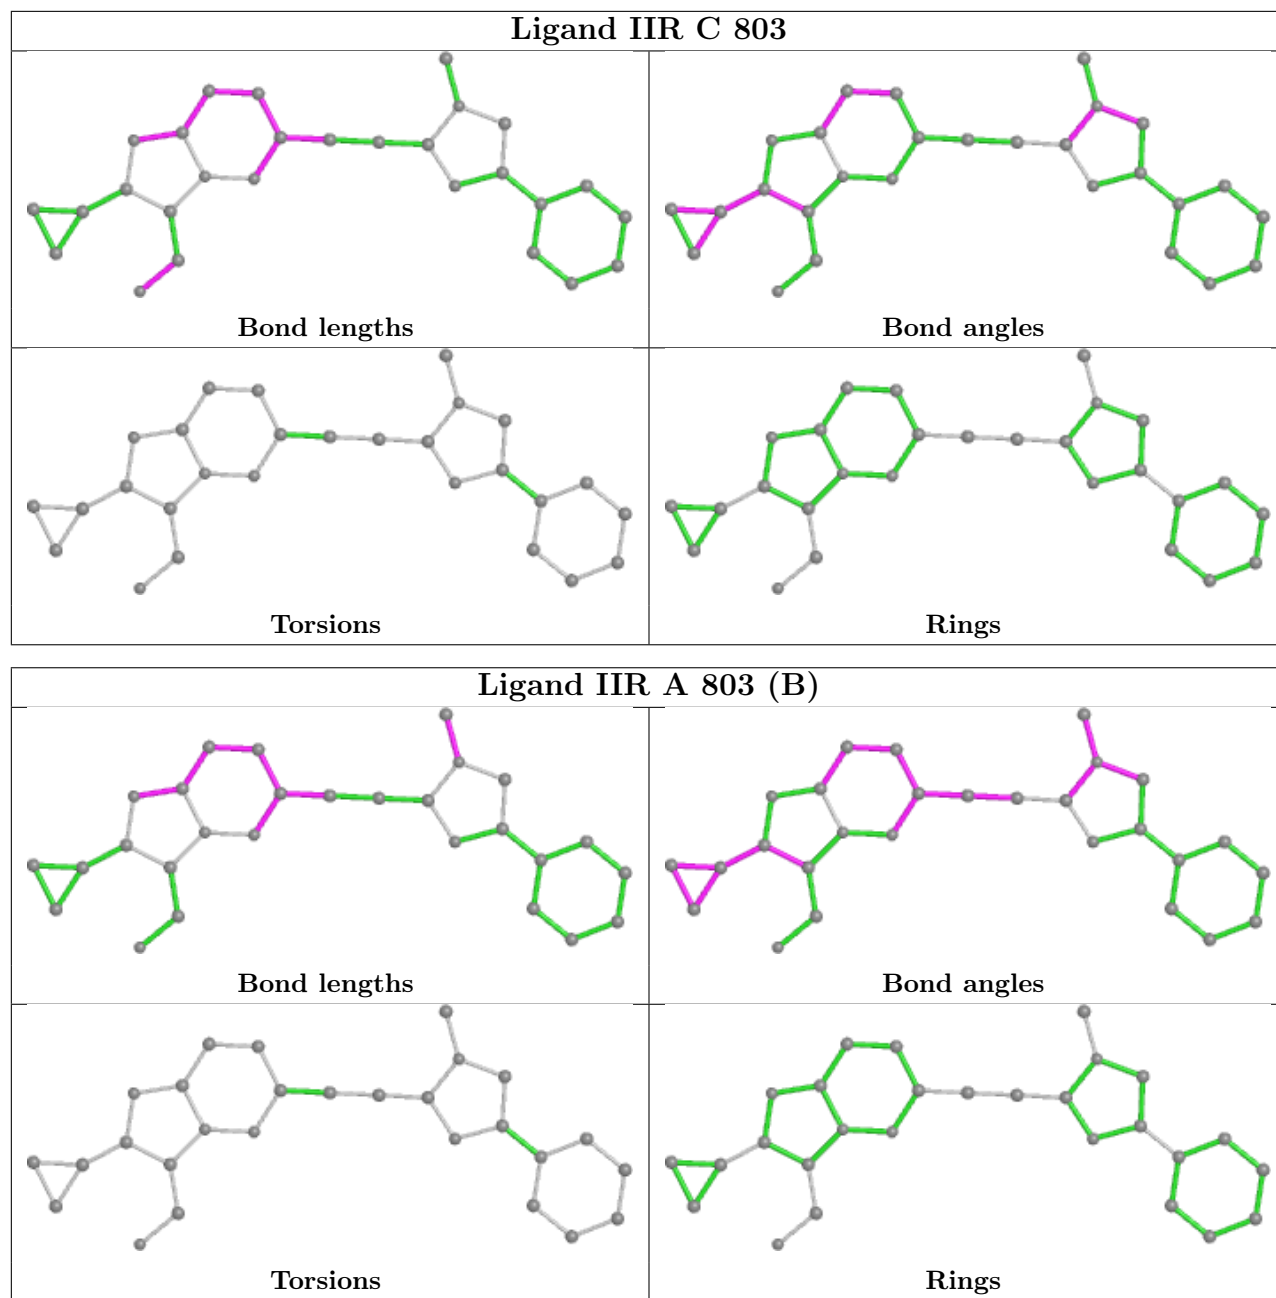 Ligand IIR C 803
Bond lengths
Bond angles
Torsions
Rings
Ligand IIR A 803 (B)
Bond lengths
Bond angles
Torsions
Rings